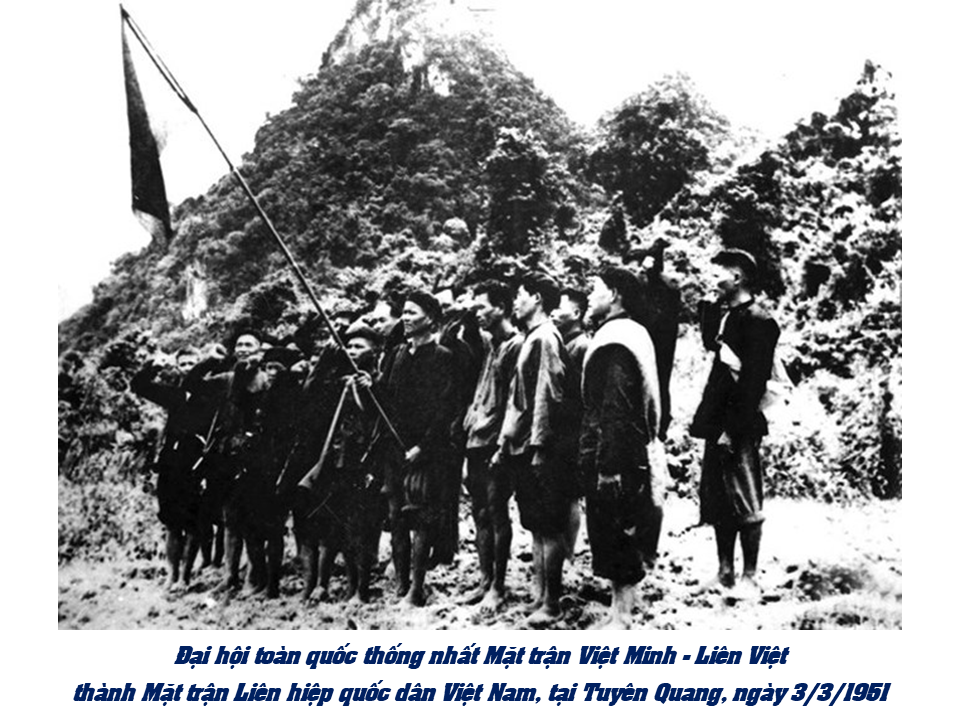 Đại hội toàn quốc thống nhất Mặt trận Việt Minh - Liên Việt
thành Mặt trận Liên hiệp quốc dân Việt Nam, tại Tuyên Quang, ngày 3/3/1951